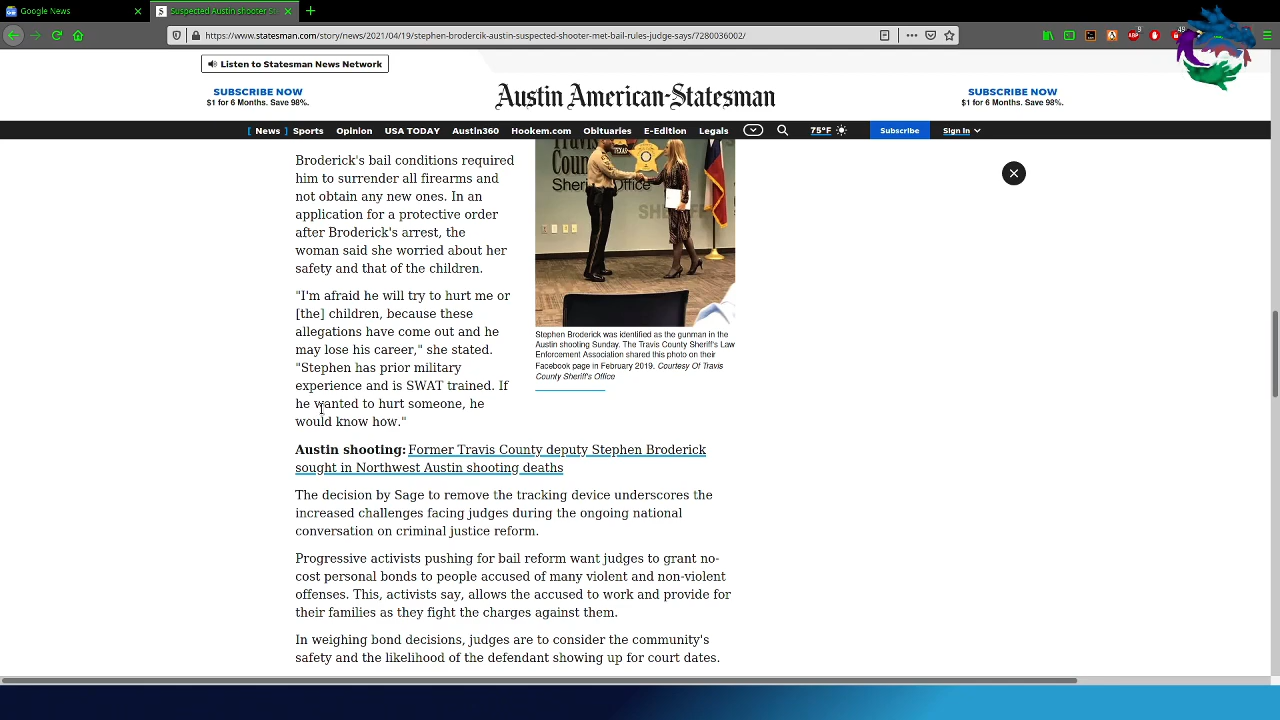 Google News
Suspected Austin shooter St
https://www.statesman.com/story/news/2021/04/19/stephen-broderdk-austin-suspected-shooter-met-bail-rules-judge-says/7280036002/
Listen to Statesman News Network
SUBSCRIBE NOW
$1 for 6 Months. Save 98%.
Austin American-Statesman
SUBSCRIBE NOW
$1 for 6 Months. Save 98%.
[ News ] Sports Opinion USA TODAY Austin360 Hookem.com Obituaries E-Edition Legals 75°F Subscribe Sign In
Broderick's bail conditions required
him to surrender all firearms and
not obtain any new ones. In an
application for a protective order
after Broderick's arrest, the
woman said she worried about her
safety and that of the children.
"I'm afraid he will try to hurt me or
[the] children, because these
allegations have come out and he
may lose his career," she stated.
"Stephen has prior military
experience and is SWAT trained. If
he wanted to hurt someone, he
would know how."
Travis
TEXAS
Coun
Sheri Office
SHE
Stephen Broderick was identified as the gunman in the
Austin shooting Sunday. The Travis County Sheriff's Law
Enforcement Association shared this photo on their
Facebook page in February 2019. Courtesy Of Travis
County Sheriff's Office
Austin shooting: Former Travis County deputy Stephen Broderick
sought in Northwest Austin shooting deaths
The decision by Sage to remove the tracking device underscores the
increased challenges facing judges during the ongoing national
conversation on criminal justice reform.
Progressive activists pushing for bail reform want judges to grant no-
cost personal bonds to people accused of many violent and non-violent
offenses. This, activists say, allows the accused to work and provide for
their families as they fight the charges against them.
In weighing bond decisions, judges are to consider the community's
safety and the likelihood of the defendant showing up for court dates.